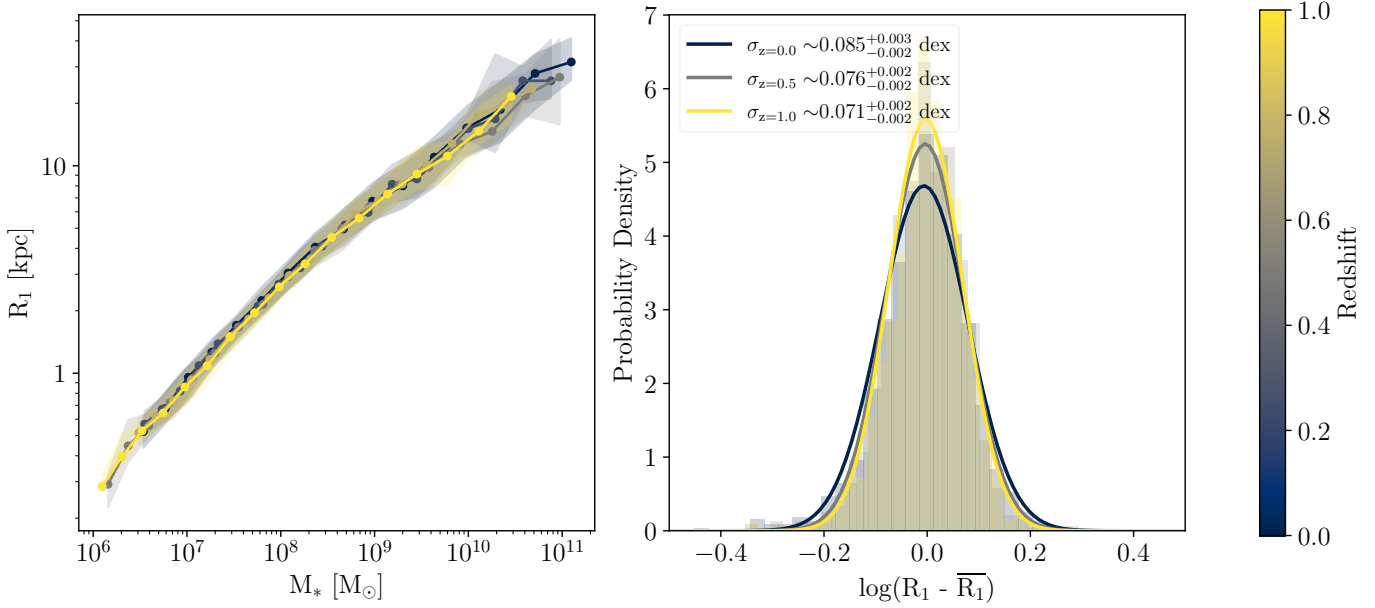 R₁ [kpc]
10
1
10⁶ 10⁷ 10⁸ 10⁹ 10¹⁰ 10¹¹
M* [M⊙]
Probability Density
7
6
5
4
3
2
1
0
σz=0.0 ~0.085 +0.003 −0.002 dex
σz=0.5 ~0.076 +0.002 −0.002 dex
σz=1.0 ~0.071 +0.002 −0.002 dex
−0.4 −0.2 0.0 0.2 0.4
log(R₁ - R̅₁)
1.0
0.8
0.6
0.4
0.2
0.0
Redshift